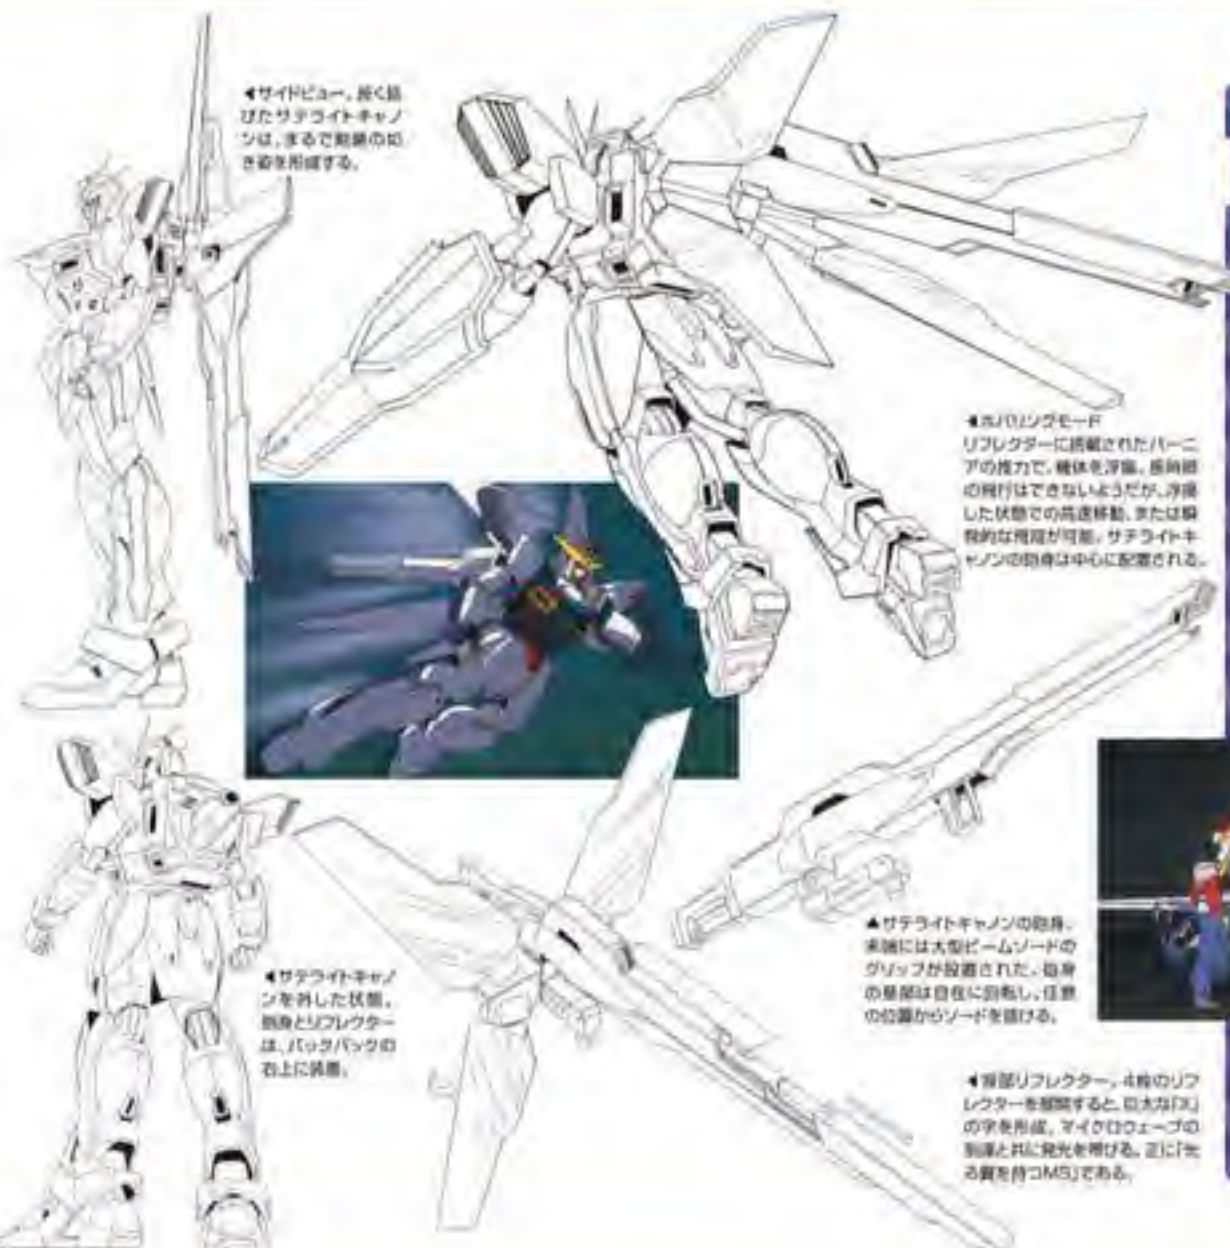 ◀サイドビュー。長く延
びたサテライトキャノ
ンは、まるで翼の如
き姿を形成する。
◀ホバリングモード
リフレクターに搭載されたバーニ
アの推力で、機体を浮揚。長時間
の飛行はできないようだが、浮揚
した状態での高速移動、または瞬
的な飛翔が可能。サテライトキ
ャノンの砲身は中心に配置される。
▲サテライトキャノンの砲身。
末端には大型ビームソードの
グリップが設置された。砲身
の基部は自在に回転し、任意
の位置からソードを抜ける。
◀サテライトキャノ
ンを外した状態。
砲身とリフレクター
は、バックパックの
右上に装着。
◀背部リフレクター。4枚のリフ
レクターを展開すると、巨大な「X」
の字を形成。マイクロウェーブの
到達と共に発光を帯びる。正に「光
る翼を持つMS」である。